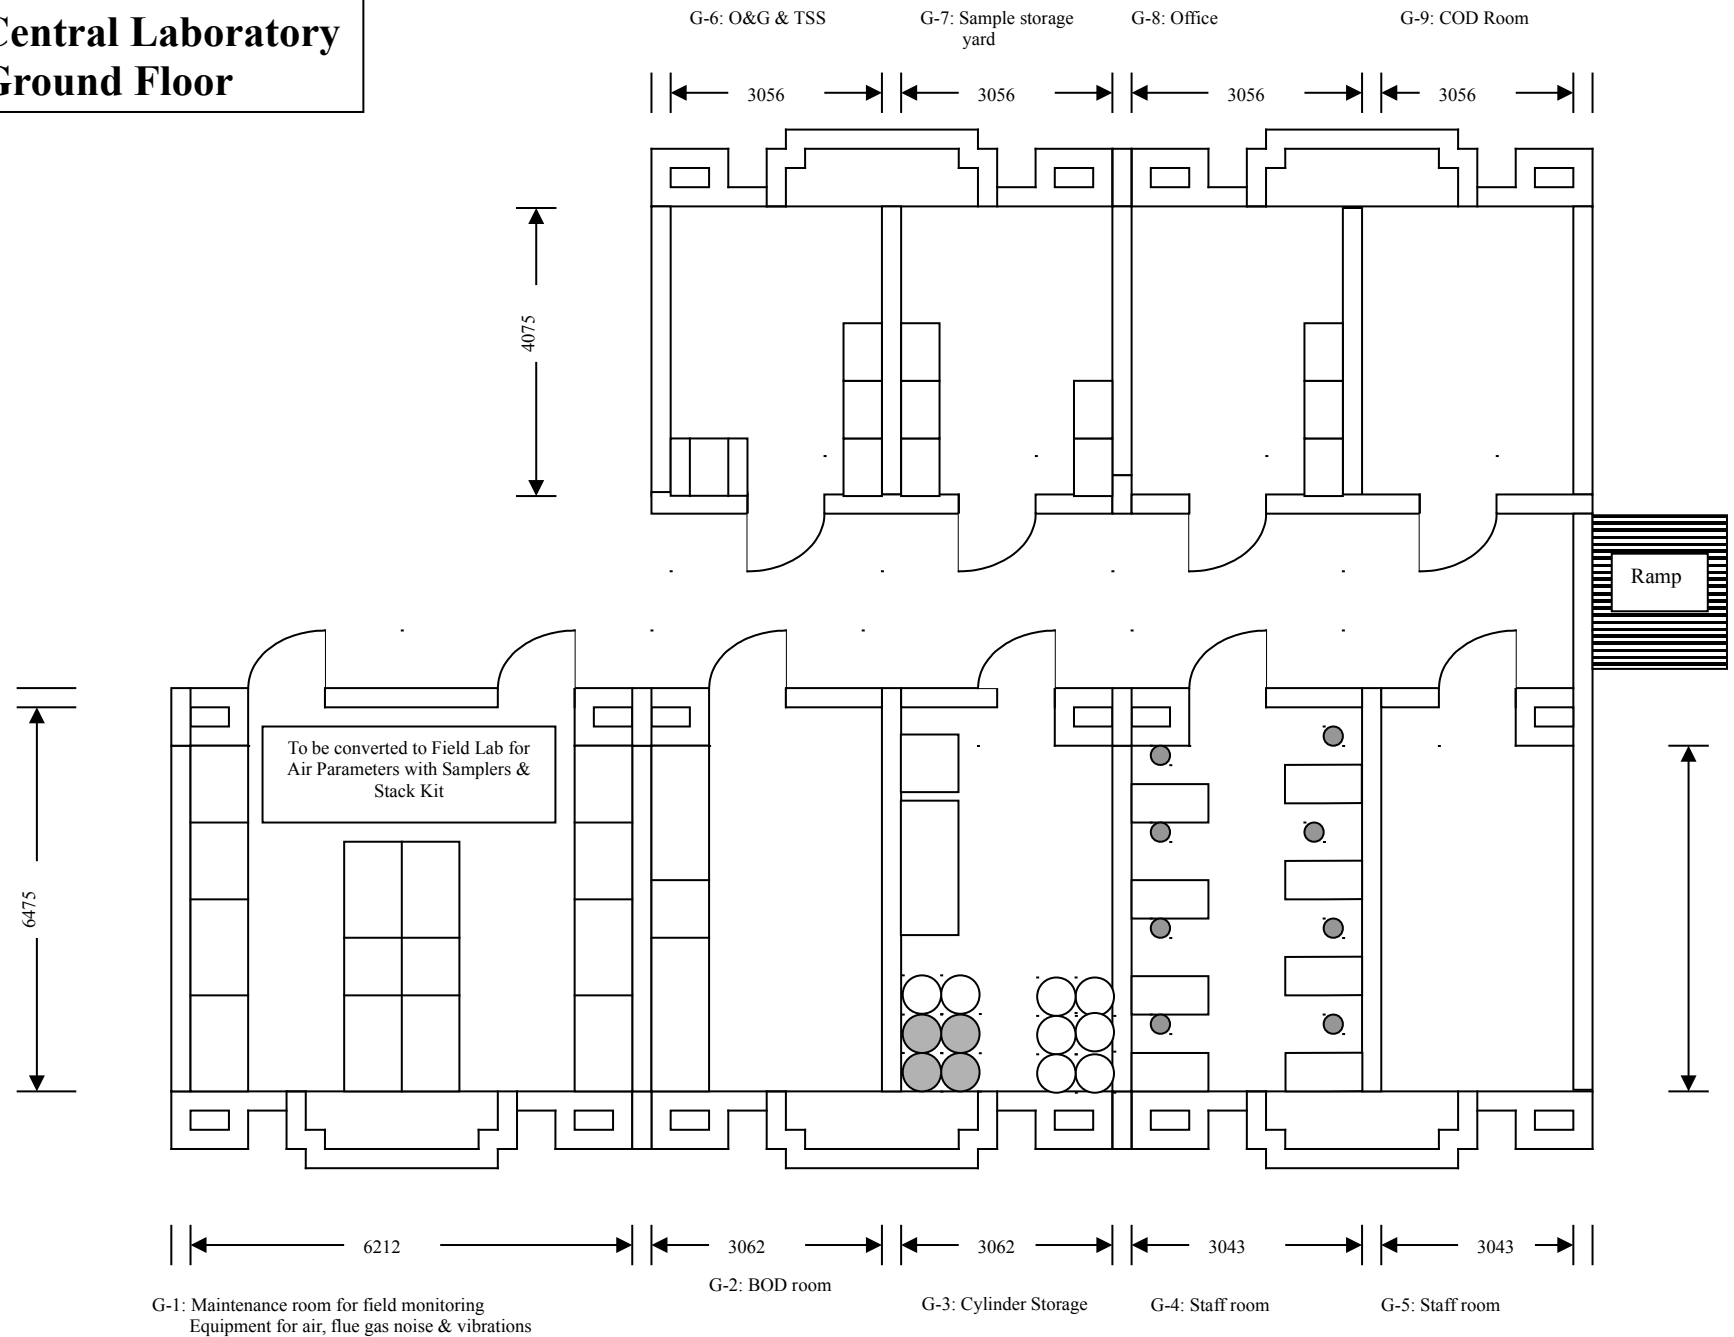 Central Laboratory
Ground Floor
G-6: O&G & TSS
G-7: Sample storage
yard
G-8: Office
G-9: COD Room
3056
3056
3056
3056
4075
Ramp
To be converted to Field Lab for
Air Parameters with Samplers &
Stack Kit
6475
6212
3062
3062
3043
3043
G-1: Maintenance room for field monitoring
Equipment for air, flue gas noise & vibrations
G-2: BOD room
G-3: Cylinder Storage
G-4: Staff room
G-5: Staff room